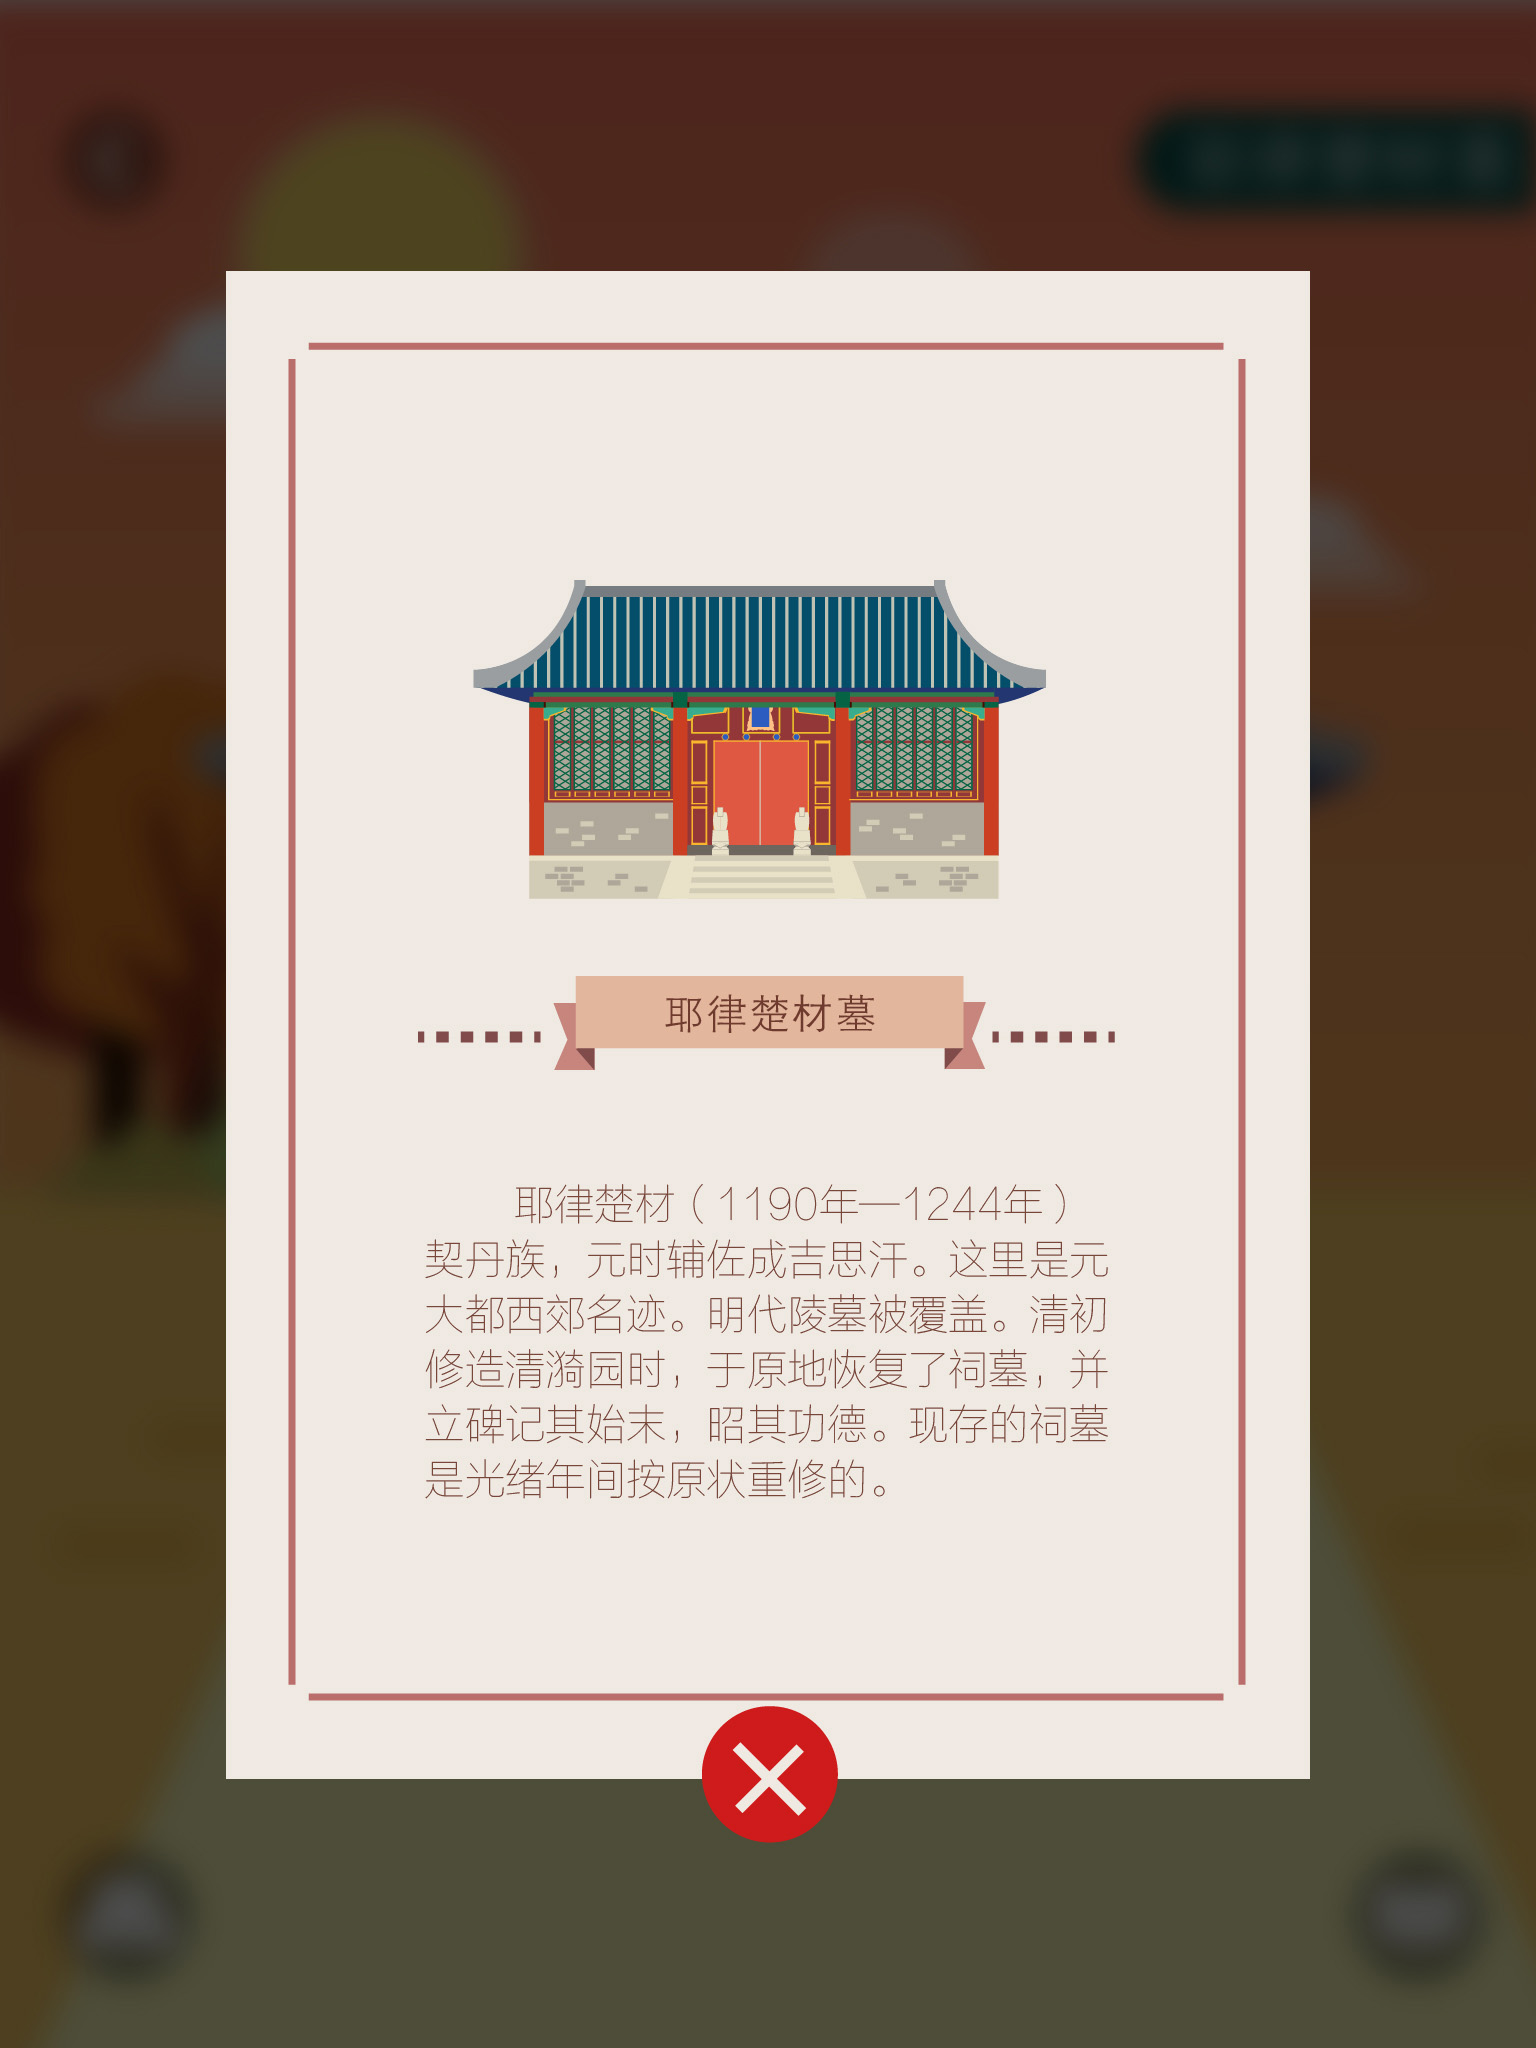 耶律楚材墓
耶律楚材（1190年—1244年）
契丹族，元时辅佐成吉思汗。这里是元
大都西郊名迹。明代陵墓被覆盖。清初
修造清漪园时，于原地恢复了祠墓，并
立碑记其始末，昭其功德。现存的祠墓
是光绪年间按原状重修的。